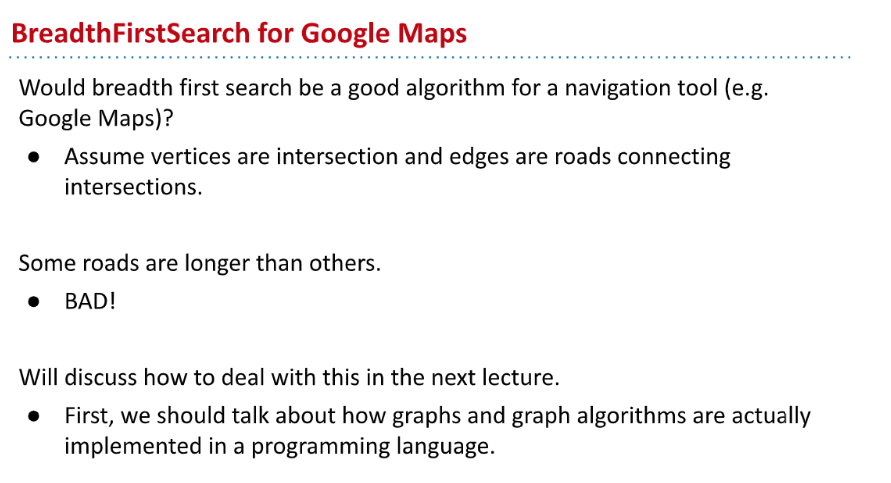 BreadthFirstSearch for Google Maps
Would breadth first search be a good algorithm for a navigation tool (e.g.
Google Maps)?
● Assume vertices are intersection and edges are roads connecting
intersections.
Some roads are longer than others.
● BAD!
Will discuss how to deal with this in the next lecture.
● First, we should talk about how graphs and graph algorithms are actually
implemented in a programming language.